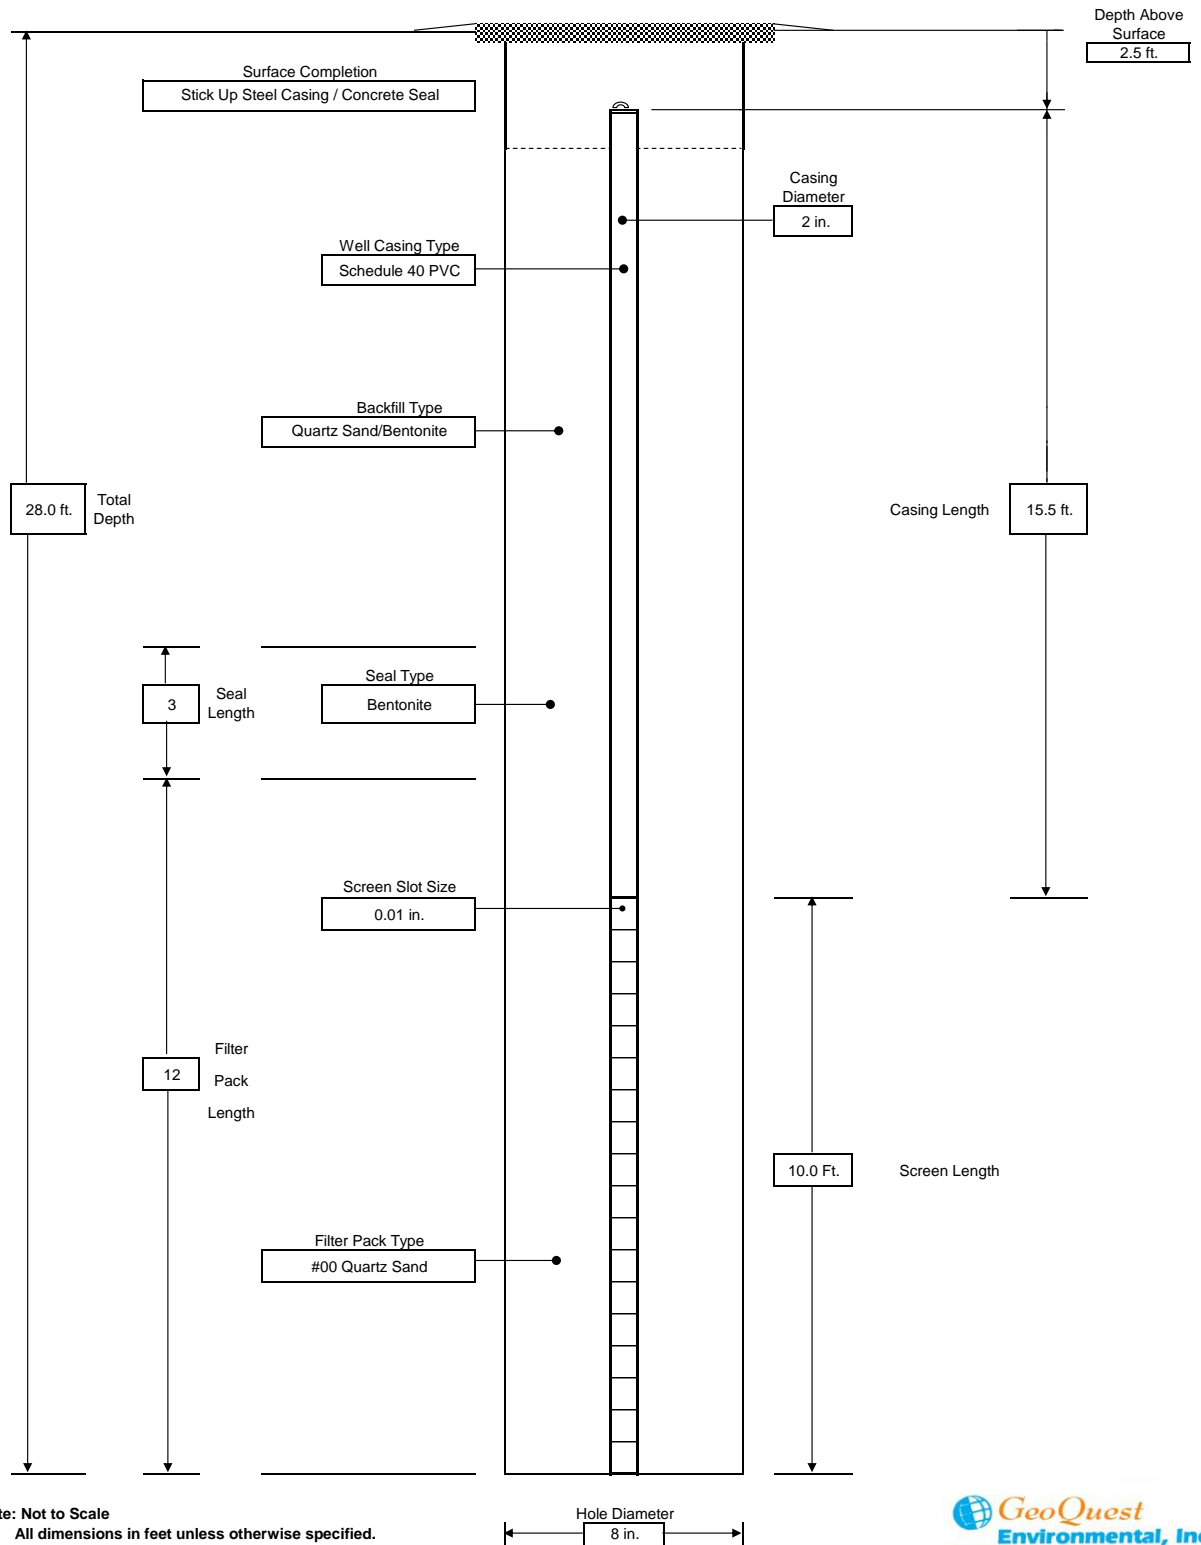 Depth Above
Surface
2.5 ft.
Surface Completion
Stick Up Steel Casing / Concrete Seal
Casing
Diameter
2 in.
Well Casing Type
Schedule 40 PVC
Backfill Type
Quartz Sand/Bentonite
28.0 ft.
Total
Depth
Casing Length
15.5 ft.
Seal Type
Bentonite
3
Seal
Length
Screen Slot Size
0.01 in.
Filter
12
Pack
Length
10.0 Ft.
Screen Length
Filter Pack Type
#00 Quartz Sand
te: Not to Scale
All dimensions in feet unless otherwise specified.
Hole Diameter
8 in.
GeoQuest
Environmental, Inc